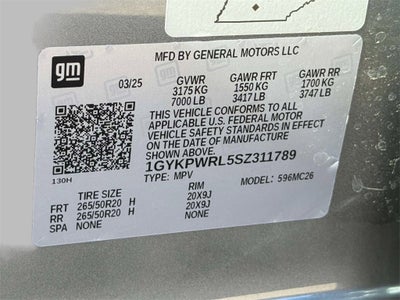 gm
MFD BY GENERAL MOTORS LLC
03/25 GVWR GAWR FRT GAWR RR
3175 KG 1550 KG 1700 KG
7000 LB 3417 LB 3747 LB
THIS VEHICLE CONFORMS TO ALL
APPLICABLE U.S. FEDERAL MOTOR
VEHICLE SAFETY STANDARDS IN EFFECT
ON THE DATE OF MANUFACTURE
SHOWN ABOVE.
1GYKPWRL5SZ311789
130H TYPE: MPV MODEL: 596MC26
TIRE SIZE RIM
FRT 265/50R20 H 20X9J
RR 265/50R20 H 20X9J
SPA NONE NONE